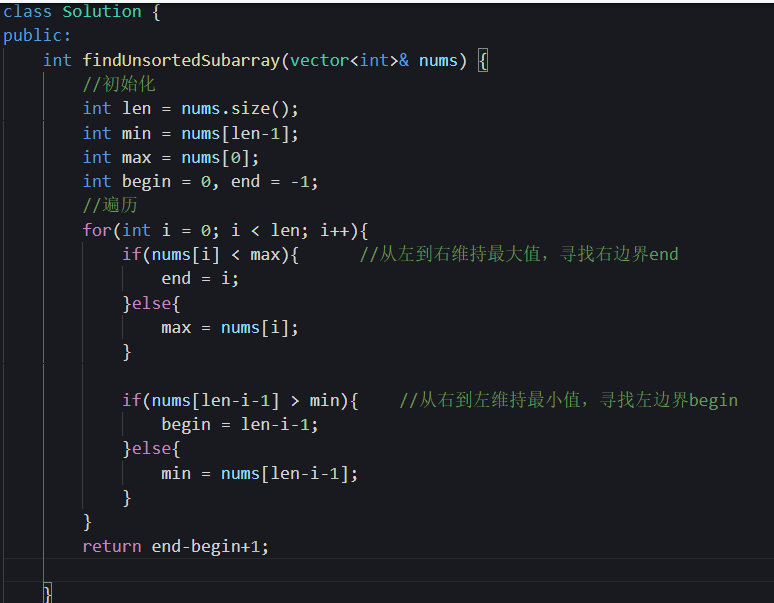 class Solution {
public:
    int findUnsortedSubarray(vector<int>& nums) {
        //初始化
        int len = nums.size();
        int min = nums[len-1];
        int max = nums[0];
        int begin = 0, end = -1;
        //遍历
        for(int i = 0; i < len; i++){
            if(nums[i] < max){      //从左到右维持最大值，寻找右边界end
                end = i;
            }else{
                max = nums[i];
            }

            if(nums[len-i-1] > min){    //从右到左维持最小值，寻找左边界begin
                begin = len-i-1;
            }else{
                min = nums[len-i-1];
            }
        }
        return end-begin+1;

    }